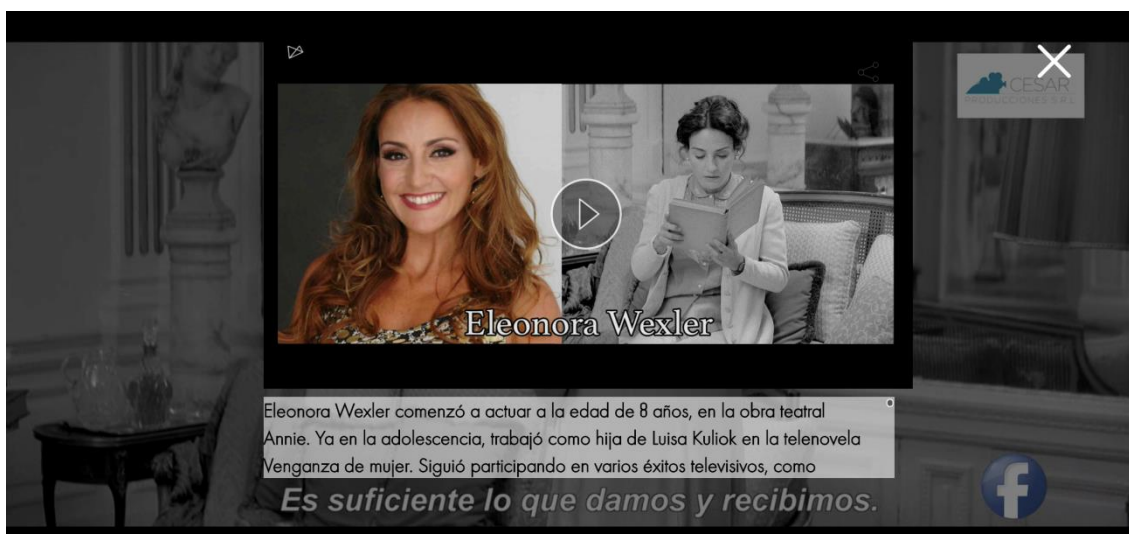 CESAR
PRODUCCIONES S.R.L.
Eleonora Wexler
Eleonora Wexler comenzó a actuar a la edad de 8 años, en la obra teatral
Annie. Ya en la adolescencia, trabajó como hija de Luisa Kuliok en la telenovela
Venganza de mujer. Siguió participando en varios éxitos televisivos, como
Es suficiente lo que damos y recibimos.
f